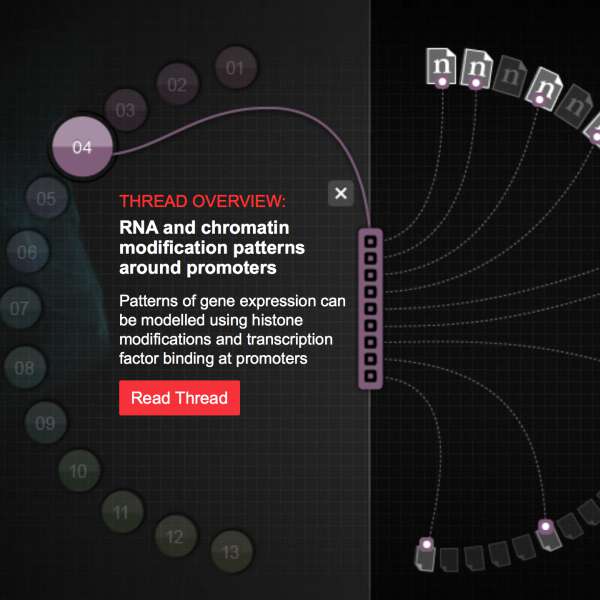 01
02
03
04
05
06
07
08
09
10
11
12
13
THREAD OVERVIEW:
RNA and chromatin
modification patterns
around promoters
Patterns of gene expression can
be modelled using histone
modifications and transcription
factor binding at promoters
Read Thread
n
n
n
n
n
n